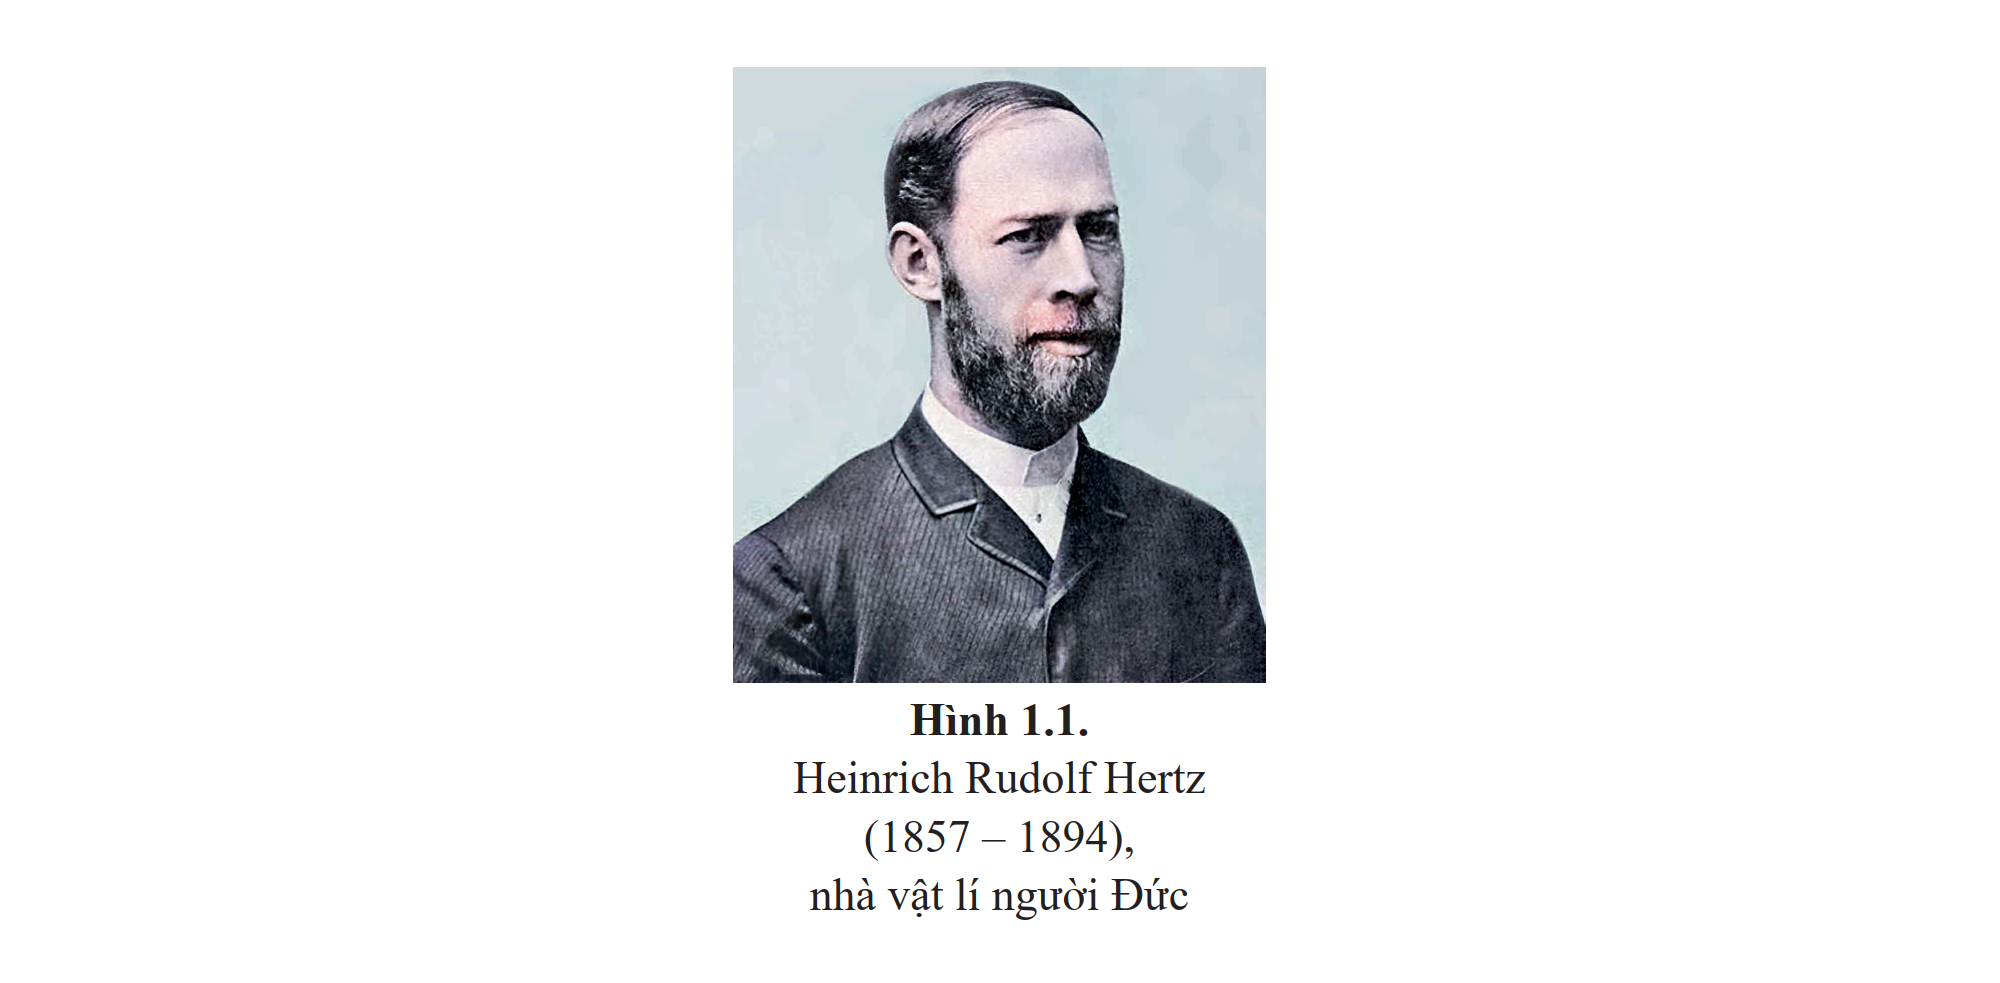 Hình 1.1.
Heinrich Rudolf Hertz
(1857 – 1894),
nhà vật lí người Đức